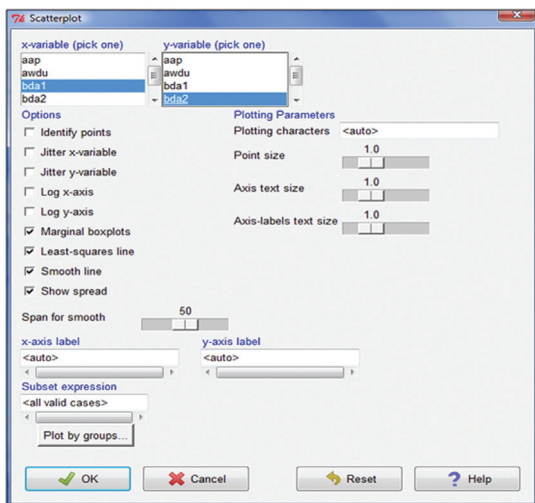 Scatterplot
x-variable (pick one) y-variable (pick one)
aap aap
awdu awdu
bda1 bda1
bda2 bda2
Options Plotting Parameters
Identify points Plotting characters <auto>
Jitter x-variable 1.0
Jitter y-variable Point size
Log x-axis 1.0
Log y-axis Axis text size
Marginal boxplots 1.0
Least-squares line Axis-labels text size
Smooth line
Show spread
50
Span for smooth
x-axis label y-axis label
<auto> <auto>
Subset expression
<all valid cases>
Plot by groups...
OK Cancel Reset ? Help